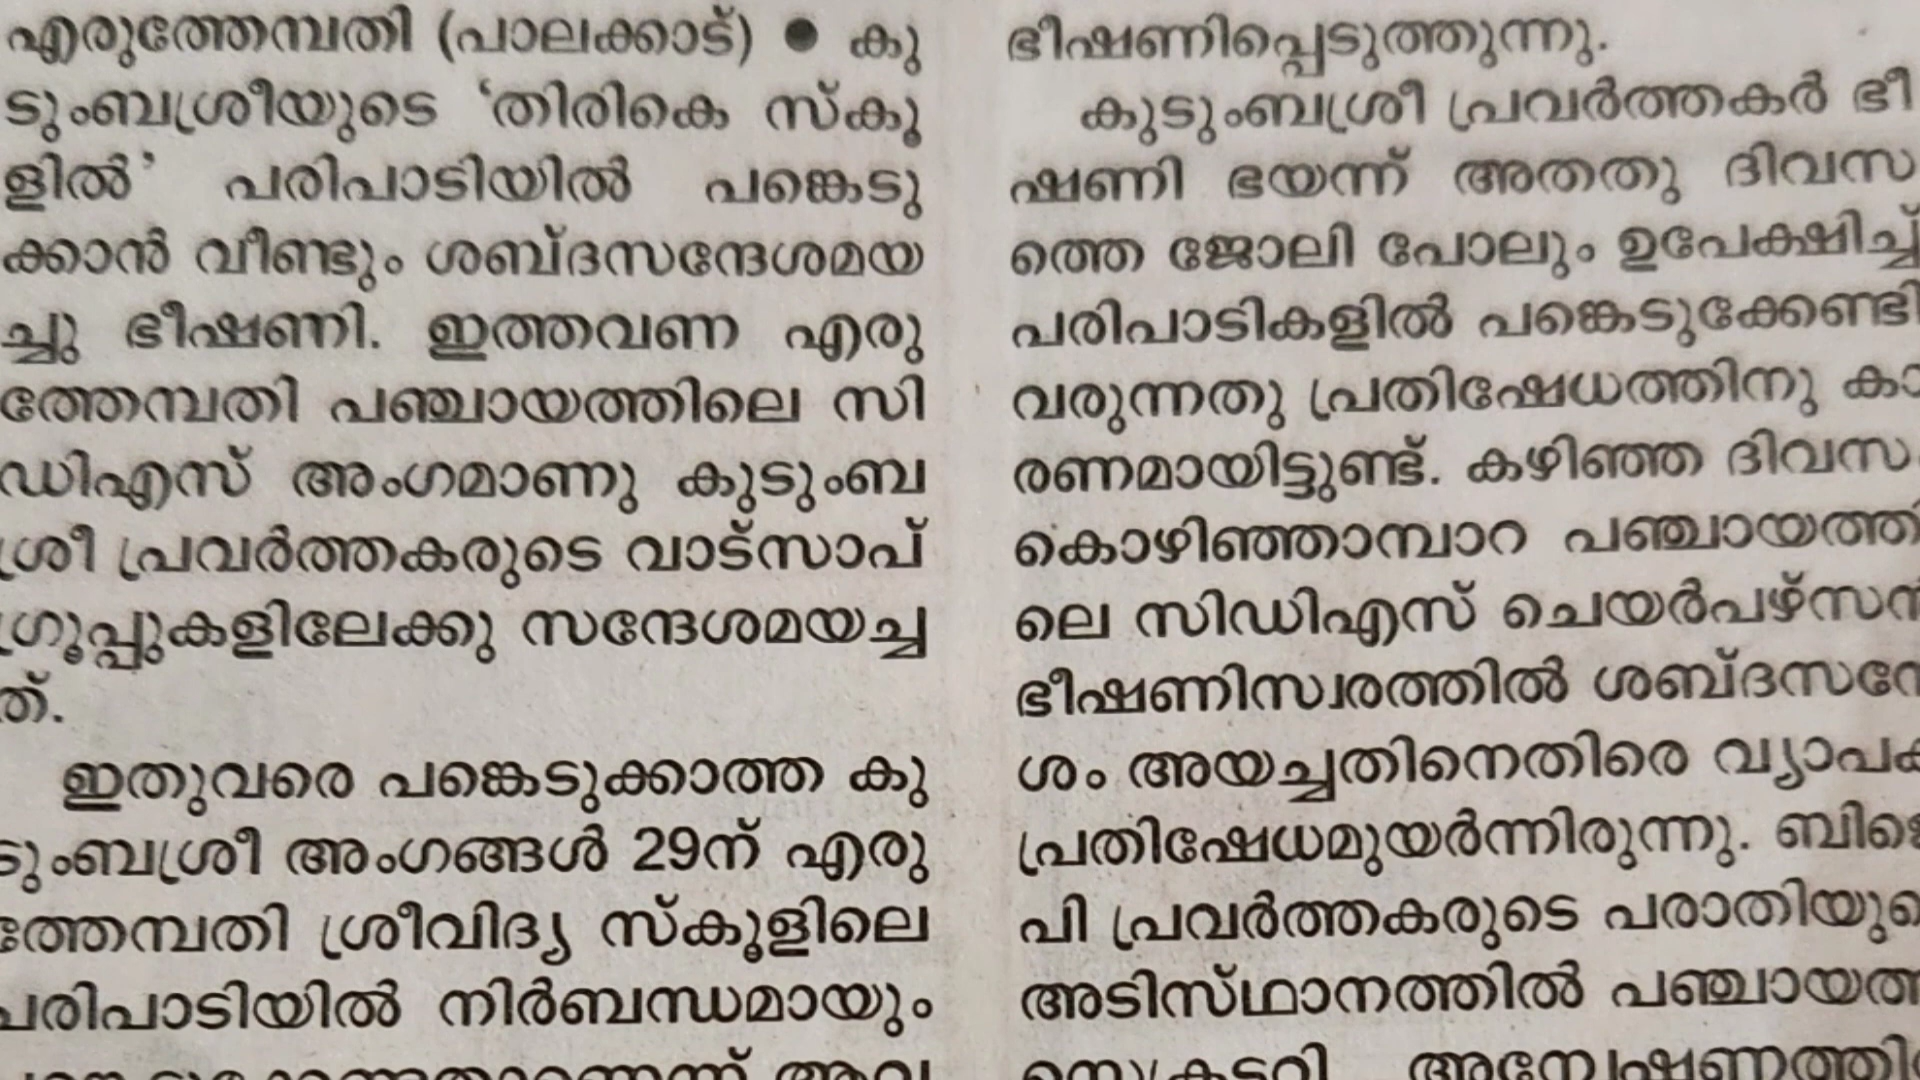 എരുത്തേമ്പതി (പാലക്കാട്) ● കു
ടുംബശ്രീയുടെ ‘തിരികെ സ്കൂ
ളിൽ’ പരിപാടിയിൽ പങ്കെടു
ക്കാൻ വീണ്ടും ശബ്ദസന്ദേശമയ
ച്ചു ഭീഷണി. ഇത്തവണ എരു
ത്തേമ്പതി പഞ്ചായത്തിലെ സി
ഡിഎസ് അംഗമാണു കുടുംബ
ശ്രീ പ്രവർത്തകരുടെ വാട്സാപ്
ഗ്രൂപ്പുകളിലേക്കു സന്ദേശമയച്ച
ത്.
ഇതുവരെ പങ്കെടുക്കാത്ത കു
ടുംബശ്രീ അംഗങ്ങൾ 29ന് എരു
ത്തേമ്പതി ശ്രീവിദ്യ സ്കൂളിലെ
പരിപാടിയിൽ നിർബന്ധമായും
ഭീഷണിപ്പെടുത്തുന്നു.
കുടുംബശ്രീ പ്രവർത്തകർ ഭീ
ഷണി ഭയന്ന് അതതു ദിവസ
ത്തെ ജോലി പോലും ഉപേക്ഷിച്ച്
പരിപാടികളിൽ പങ്കെടുക്കേണ്ടി
വരുന്നതു പ്രതിഷേധത്തിനു കാ
രണമായിട്ടുണ്ട്. കഴിഞ്ഞ ദിവസ
കൊഴിഞ്ഞാമ്പാറ പഞ്ചായത്തി
ലെ സിഡിഎസ് ചെയർപഴ്സൻ
ഭീഷണിസ്വരത്തിൽ ശബ്ദസന്ദേ
ശം അയച്ചതിനെതിരെ വ്യാപക
പ്രതിഷേധമുയർന്നിരുന്നു. ബിജെ
പി പ്രവർത്തകരുടെ പരാതിയുടെ
അടിസ്ഥാനത്തിൽ പഞ്ചായത്ത